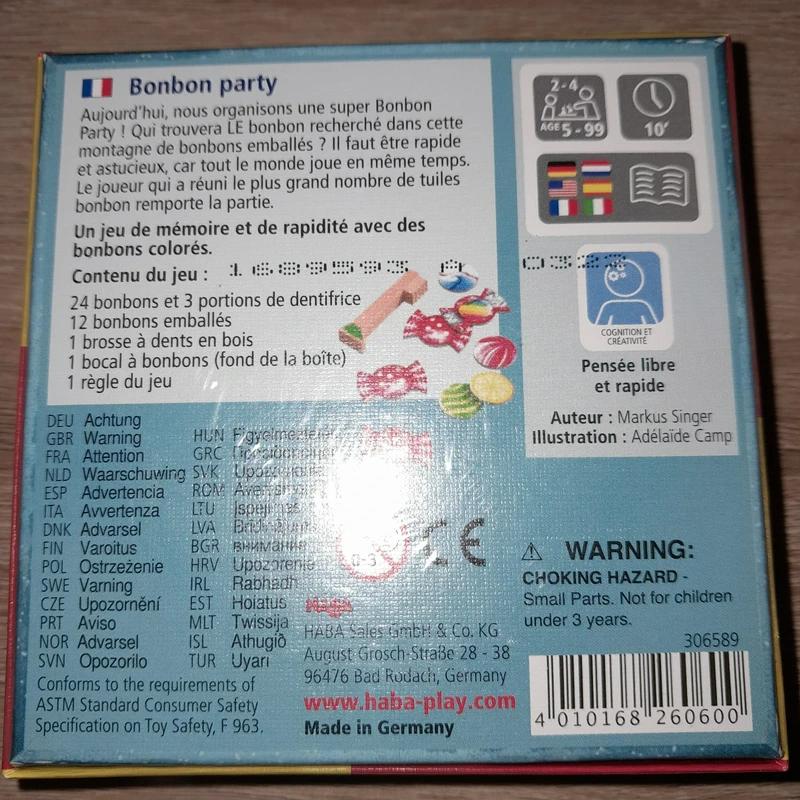 Bonbon party
Aujourd'hui, nous organisons une super Bonbon
Party ! Qui trouvera LE bonbon recherché dans cette
montagne de bonbons emballés ? Il faut être rapide
et astucieux, car tout le monde joue en même temps.
Le joueur qui a réuni le plus grand nombre de tuiles
bonbon remporte la partie.
Un jeu de mémoire et de rapidité avec des
bonbons colorés.
Contenu du jeu :
24 bonbons et 3 portions de dentifrice
12 bonbons emballés
1 brosse à dents en bois
1 bocal à bonbons (fond de la boîte)
1 règle du jeu
2-4
AGE 5-99
10'
COGNITION ET
CRÉATIVITÉ
Pensée libre
et rapide
Auteur : Markus Singer
Illustration : Adélaïde Camp
DEU Achtung
GBR Warning
FRA Attention
NLD Waarschuwing
ESP Advertencia
ITA Avvertenza
DNK Advarsel
FIN Varoitus
POL Ostrzeżenie
SWE Varning
CZE Upozornění
PRT Aviso
NOR Advarsel
SVN Opozorilo
HUN Figyelmeztetés
GRC
SVK
ROM
LTU
LVA
BGR внимание
HRV Upozorenje
IRL Rabhadh
EST Hoiatus
MLT Twissija
ISL Athugið
TUR Uyarı
Conforms to the requirements of
ASTM Standard Consumer Safety
Specification on Toy Safety, F 963.
0-3
CE
HABA
HABA Sales GmbH & Co. KG
August-Grosch-Straße 28 - 38
96476 Bad Rodach, Germany
www.haba-play.com
Made in Germany
WARNING:
CHOKING HAZARD -
Small Parts. Not for children
under 3 years.
306589
4 010168 260600